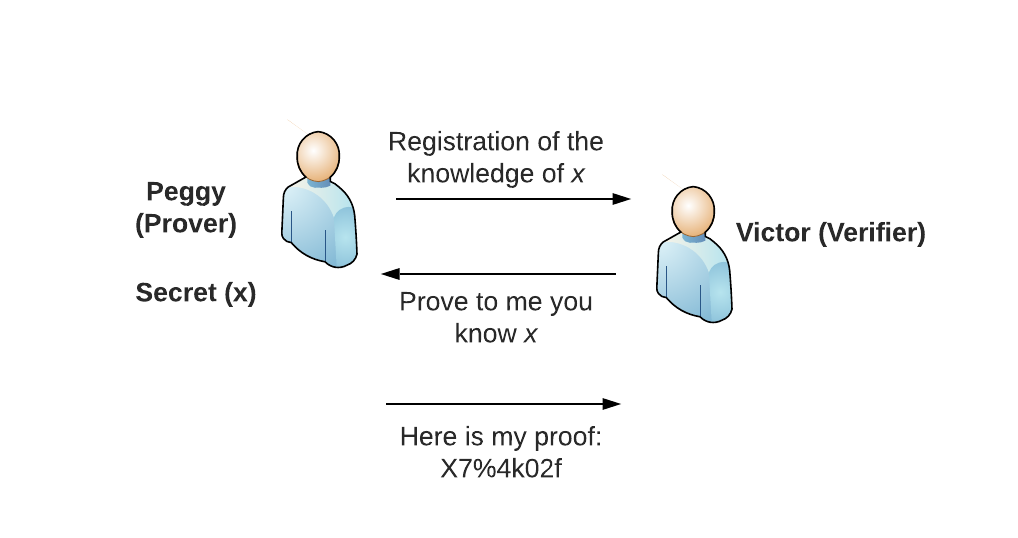 Registration of the
knowledge of x
Peggy
(Prover)
Victor (Verifier)
Secret (x)
Prove to me you
know x
Here is my proof:
X7%4k02f